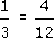 1/3 = 4/12